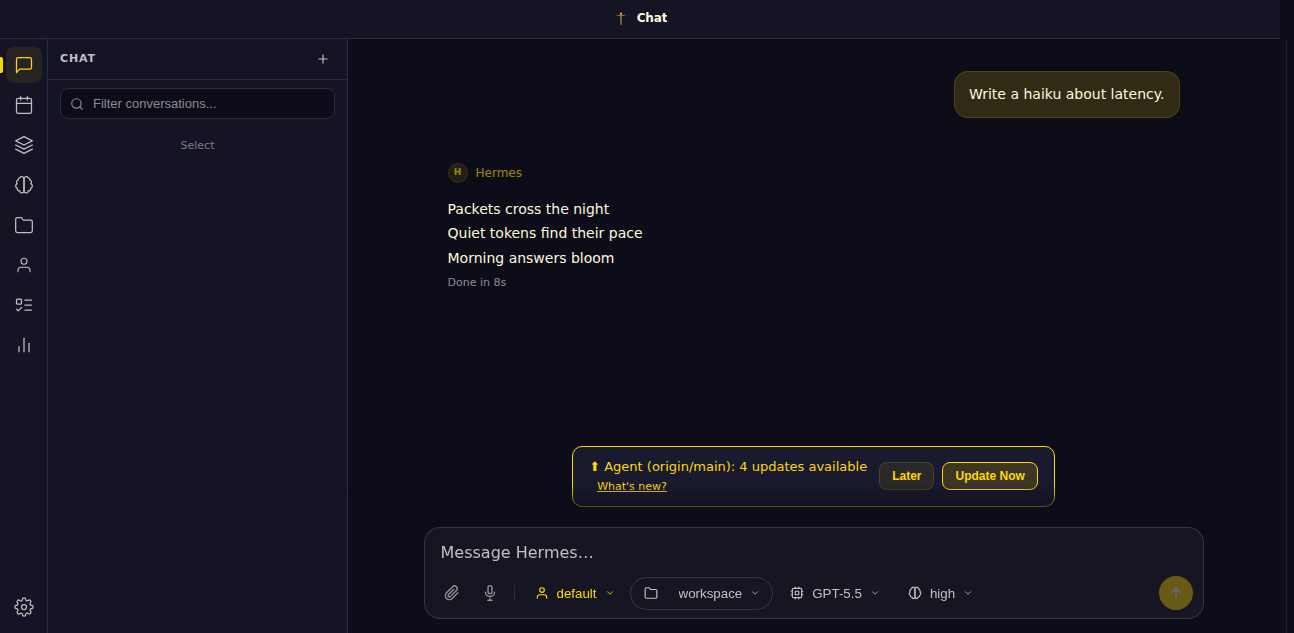 Chat
CHAT
Filter conversations...
Select
Write a haiku about latency.
H Hermes
Packets cross the night
Quiet tokens find their pace
Morning answers bloom
Done in 8s
⬆ Agent (origin/main): 4 updates available
What's new?
Later
Update Now
Message Hermes...
default
workspace
GPT-5.5
high